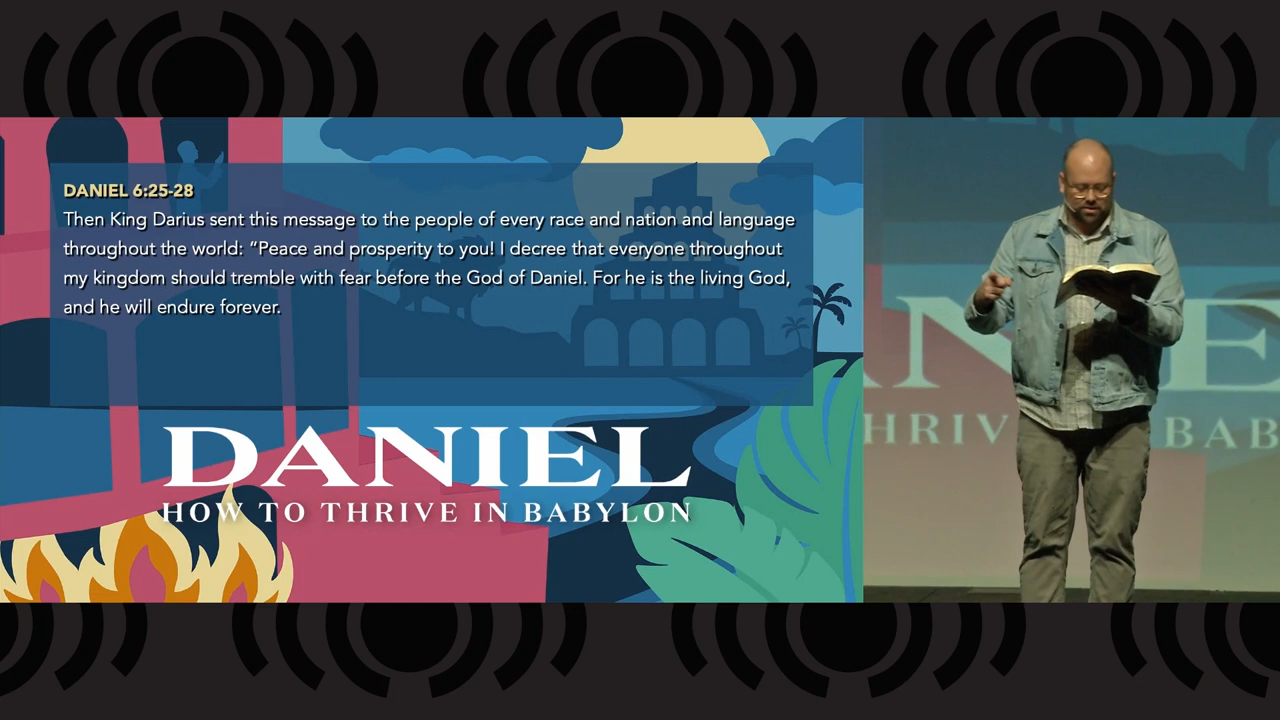 DANIEL 6:25-28
Then King Darius sent this message to the people of every race and nation and language
throughout the world: “Peace and prosperity to you! I decree that everyone throughout
my kingdom should tremble with fear before the God of Daniel. For he is the living God,
and he will endure forever.
DANIEL
HOW TO THRIVE IN BABYLON
ANIE
HRIV BAB